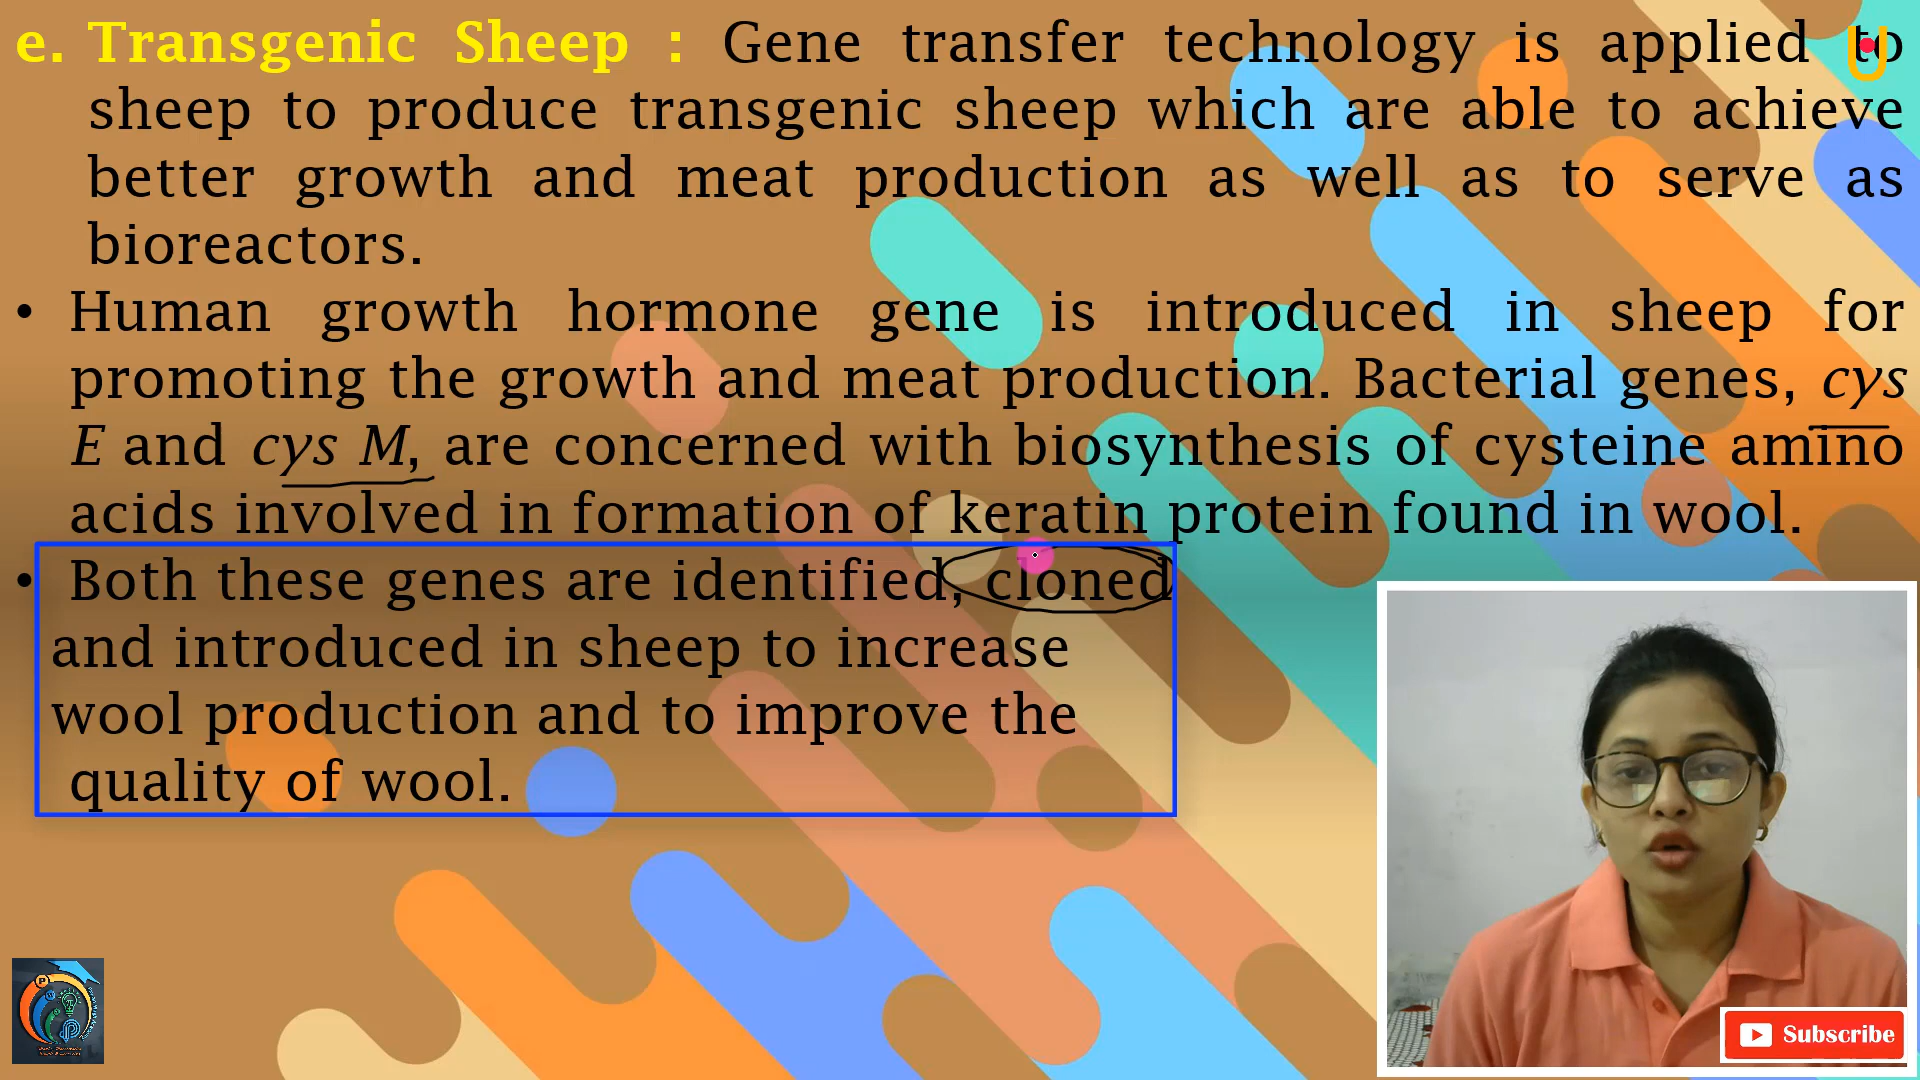 e. Transgenic Sheep : Gene transfer technology is applied to
sheep to produce transgenic sheep which are able to achieve
better growth and meat production as well as to serve as
bioreactors.
• Human growth hormone gene is introduced in sheep for
promoting the growth and meat production. Bacterial genes, cys
E and cys M, are concerned with biosynthesis of cysteine amino
acids involved in formation of keratin protein found in wool.
• Both these genes are identified, cloned
and introduced in sheep to increase
wool production and to improve the
quality of wool.
Subscribe